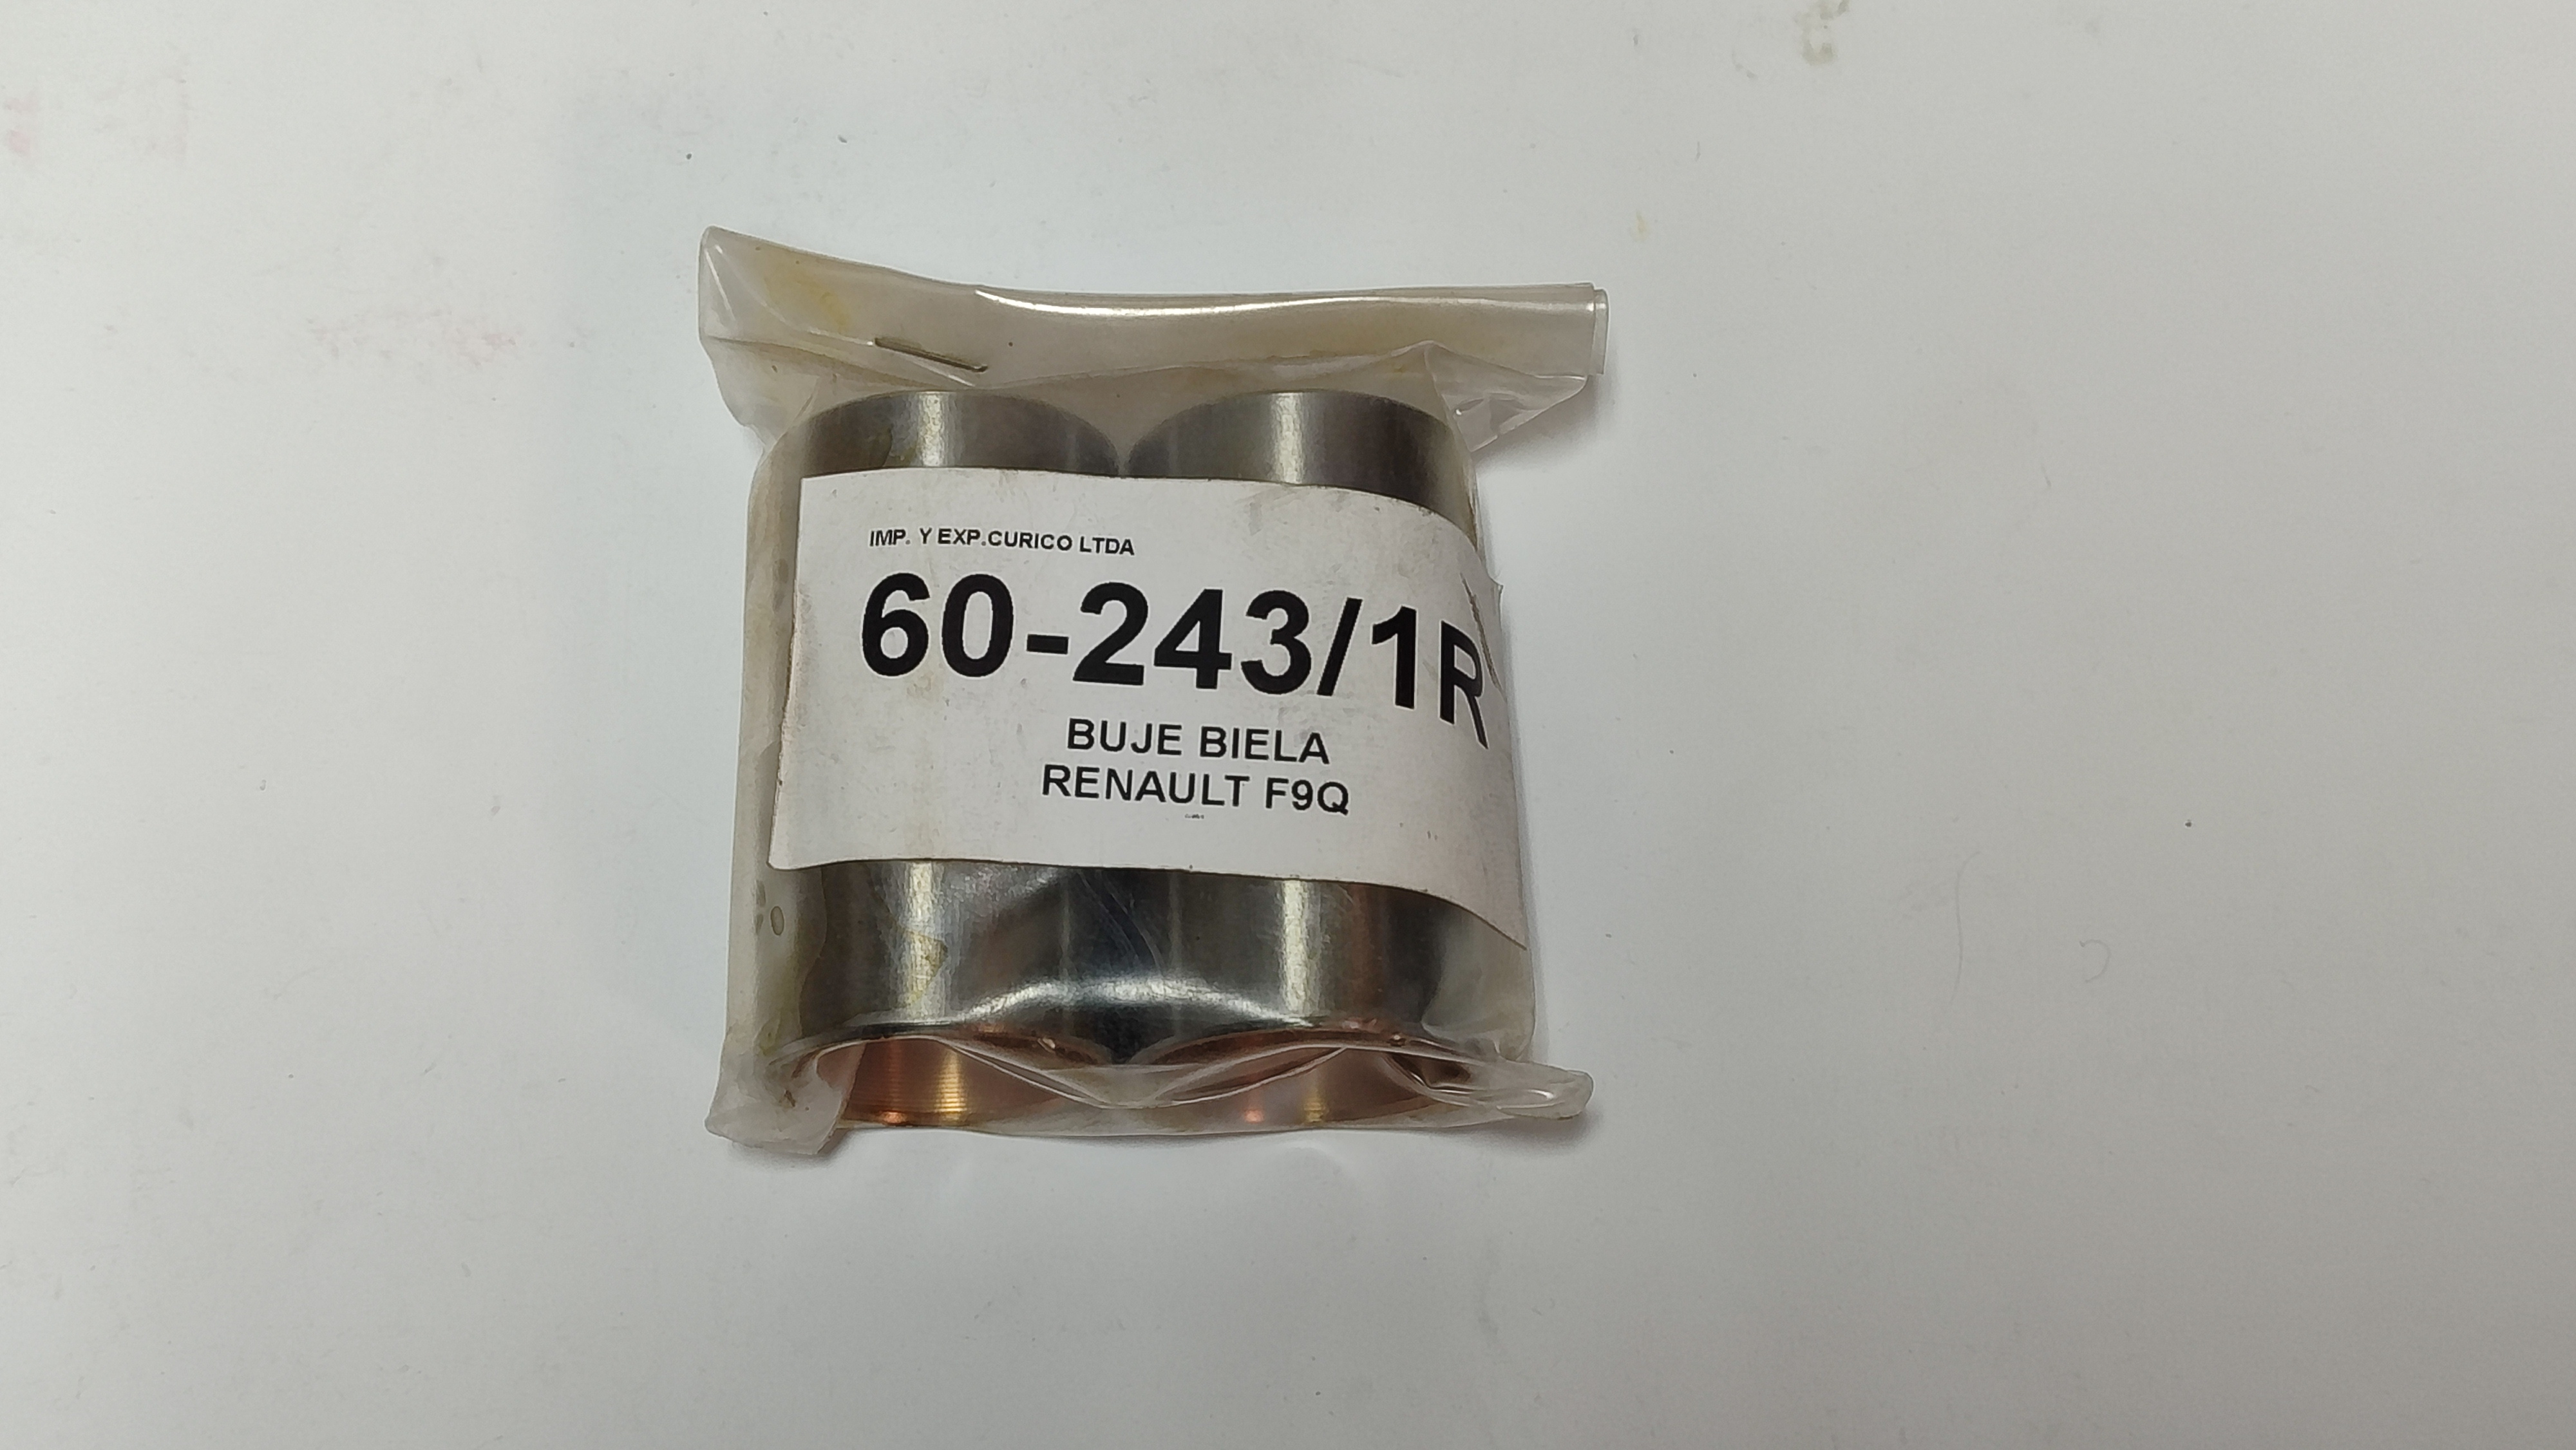 IMP. Y EXP.CURICO LTDA
60-243/1R
BUJE BIELA
RENAULT F9Q